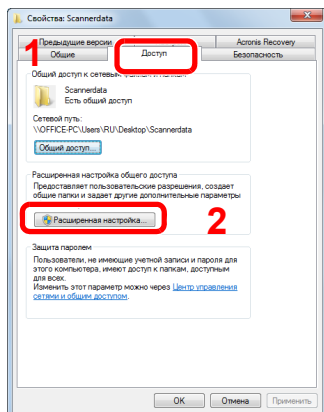 Свойства: Scannerdata
Предыдущие версии
Acronis Recovery
1
Общие
Доступ
Безопасность
Общий доступ к сетевым
Scannerdata
Есть общий доступ
Сетевой путь:
\\OFFICE-PC\Users\RU\Desktop\Scannerdata
Общий доступ...
Расширенная настройка общего доступа
Предоставляет пользовательские разрешения, создает
общие папки и задает другие дополнительные параметры
Расширенная настройка...
2
Защита паролем
Пользователи, не имеющие учетной записи и пароля для
этого компьютера, имеют доступ к папкам, доступным
для всех.
Изменить этот параметр можно через Центр управления
сетями и общим доступом.
OK
Отмена
Применить